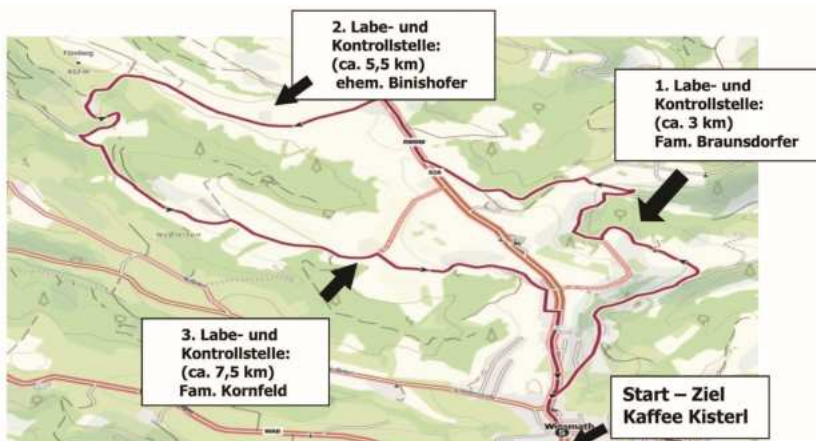 2. Labe- und
Kontrollstelle:
(ca. 5,5 km)
ehem. Binishofer
1. Labe- und
Kontrollstelle:
(ca. 3 km)
Fam. Braunsdorfer
3. Labe- und
Kontrollstelle:
(ca. 7,5 km)
Fam. Kornfeld
Start – Ziel
Kaffee Kisterl
Wiesmath